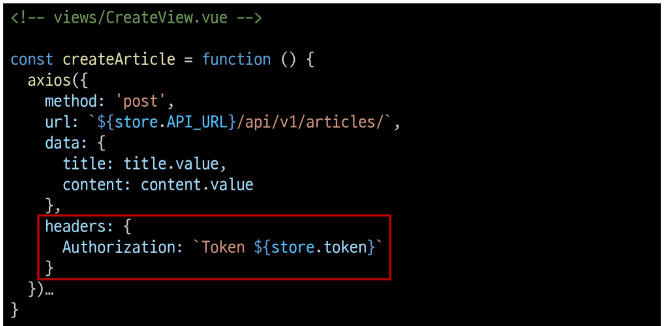 <!-- views/CreateView.vue -->
const createArticle = function () {
axios({
method: 'post',
url: `${store.API_URL}/api/v1/articles/`,
data: {
title: title.value,
content: content.value
},
headers: {
Authorization: `Token ${store.token}`
}
})…
}